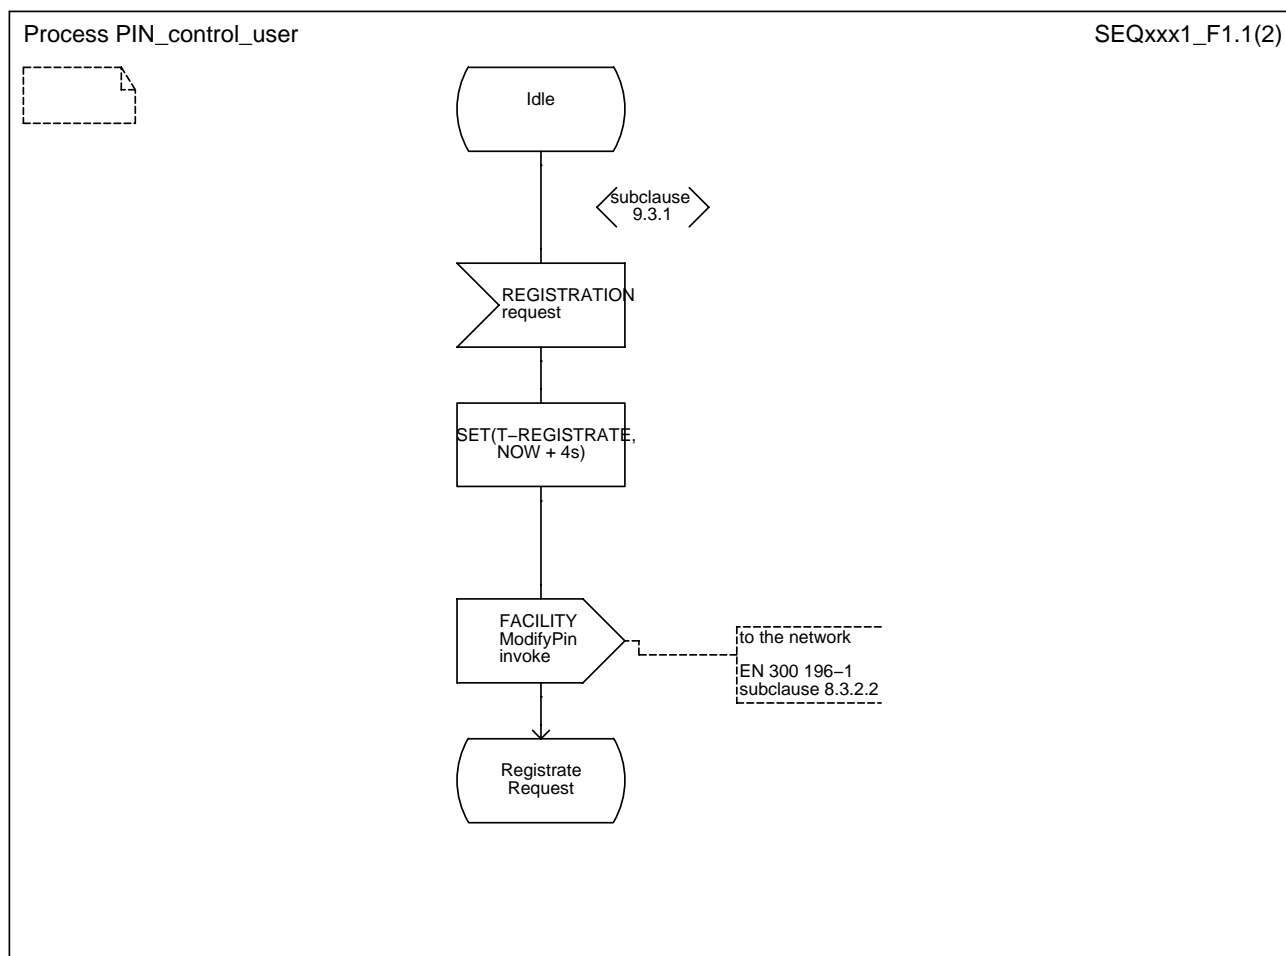 Process PIN_control_user
SEQxxx1_F1.1(2)
Idle
subclause
9.3.1
REGISTRATION
request
SET(T−REGISTRATE,
NOW + 4s)
FACILITY
ModifyPin
invoke
to the network
EN 300 196−1
subclause 8.3.2.2
Registrate
Request